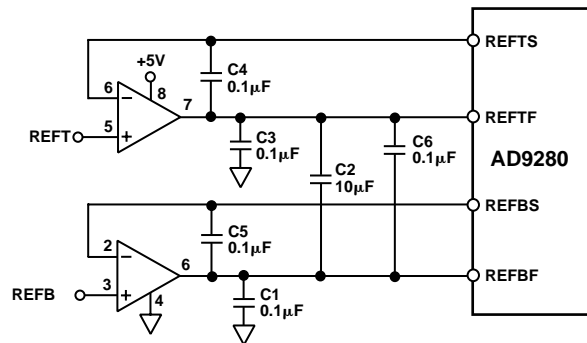 REFTS
+5V
C4
0.1µF
6
8
7
REFTF
REFT
5
C3
0.1µF
C2
10µF
C6
0.1µF
AD9280
REFBS
2
C5
0.1µF
6
REFBF
REFB
3
4
C1
0.1µF